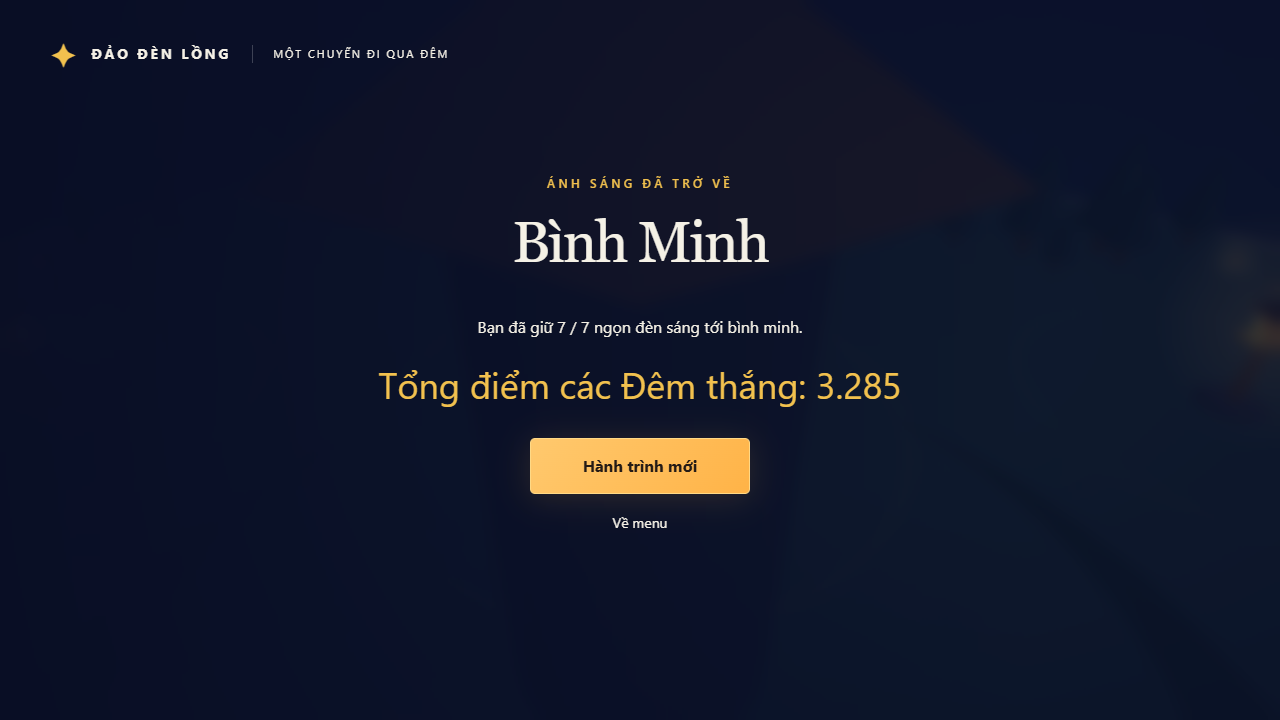 ĐẢO ĐÈN LỒNG
MỘT CHUYẾN ĐI QUA ĐÊM
ÁNH SÁNG ĐÃ TRỞ VỀ
Bình Minh
Bạn đã giữ 7 / 7 ngọn đèn sáng tới bình minh.
Tổng điểm các Đêm thắng: 3.285
Hành trình mới
Về menu